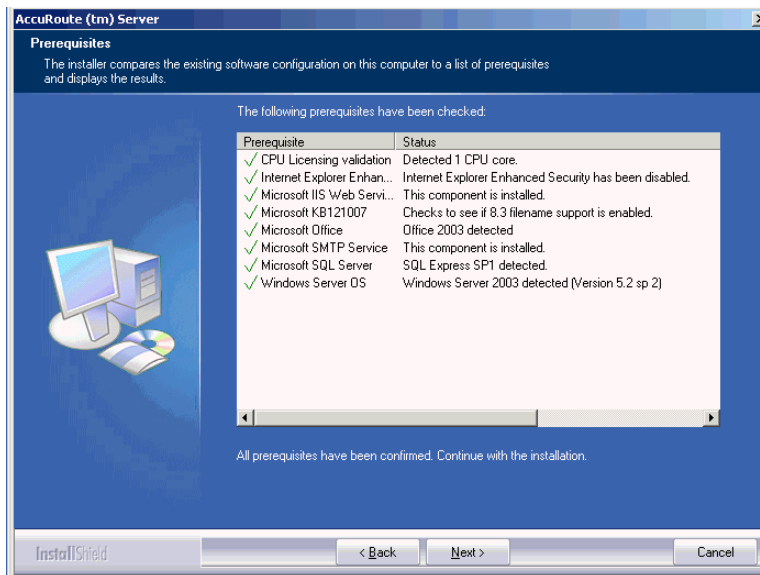 AccuRoute (tm) Server
Prerequisites
The installer compares the existing software configuration on this computer to a list of prerequisites
and displays the results.
The following prerequisites have been checked:
Prerequisite Status
CPU Licensing validation Detected 1 CPU core.
Internet Explorer Enhan... Internet Explorer Enhanced Security has been disabled.
Microsoft IIS Web Servi... This component is installed.
Microsoft KB121007 Checks to see if 8.3 filename support is enabled.
Microsoft Office Office 2003 detected
Microsoft SMTP Service This component is installed.
Microsoft SQL Server SQL Express SP1 detected.
Windows Server OS Windows Server 2003 detected (Version 5.2 sp 2)
All prerequisites have been confirmed. Continue with the installation.
InstallShield
< Back Next > Cancel